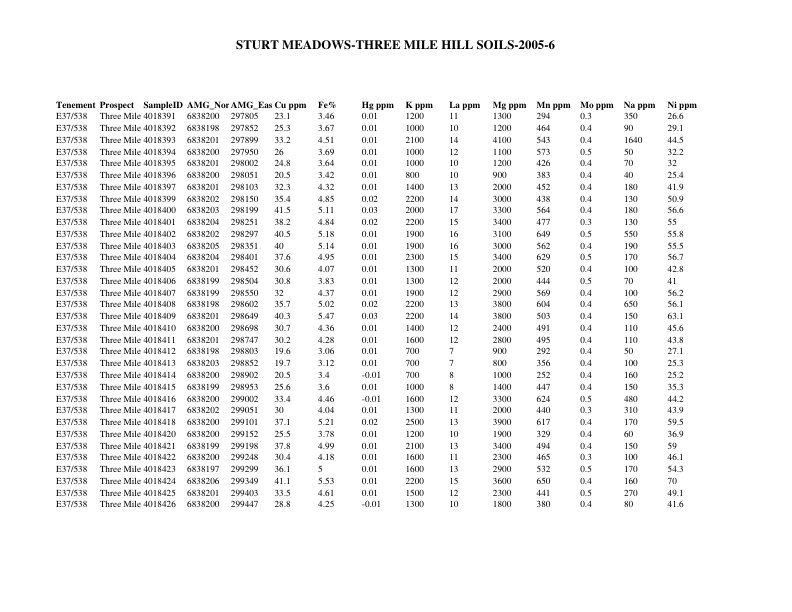 STURT MEADOWS-THREE MILE HILL SOILS-2005-6
Tenement Prospect SampleID AMG_Nor AMG_Eas Cu ppm Fe% Hg ppm K ppm La ppm Mg ppm Mn ppm Mo ppm Na ppm Ni ppm
E37/538 Three Mile 4018391 6838200 297805 23.1 3.46 0.01 1200 11 1300 294 0.3 350 26.6
E37/538 Three Mile 4018392 6838198 297852 25.3 3.67 0.01 1000 10 1200 464 0.4 90 29.1
E37/538 Three Mile 4018393 6838201 297899 33.2 4.51 0.01 2100 14 4100 543 0.4 1640 44.5
E37/538 Three Mile 4018394 6838200 297950 26 3.69 0.01 1000 12 1100 573 0.5 50 32.2
E37/538 Three Mile 4018395 6838201 298002 24.8 3.64 0.01 1000 10 1200 426 0.4 70 32
E37/538 Three Mile 4018396 6838200 298051 20.5 3.42 0.01 800 10 900 383 0.4 40 25.4
E37/538 Three Mile 4018397 6838201 298103 32.3 4.32 0.01 1400 13 2000 452 0.4 180 41.9
E37/538 Three Mile 4018399 6838202 298150 35.4 4.85 0.02 2200 14 3000 438 0.4 130 50.9
E37/538 Three Mile 4018400 6838203 298199 41.5 5.11 0.03 2000 17 3300 564 0.4 180 56.6
E37/538 Three Mile 4018401 6838204 298251 38.2 4.84 0.02 2200 15 3400 477 0.3 130 55
E37/538 Three Mile 4018402 6838202 298297 40.5 5.18 0.01 1900 16 3100 649 0.5 550 55.8
E37/538 Three Mile 4018403 6838205 298351 40 5.14 0.01 1900 16 3000 562 0.4 190 55.5
E37/538 Three Mile 4018404 6838204 298401 37.6 4.95 0.01 2300 15 3400 629 0.5 170 56.7
E37/538 Three Mile 4018405 6838201 298452 30.6 4.07 0.01 1300 11 2000 520 0.4 100 42.8
E37/538 Three Mile 4018406 6838199 298504 30.8 3.83 0.01 1300 12 2000 444 0.5 70 41
E37/538 Three Mile 4018407 6838199 298550 32 4.37 0.01 1900 12 2900 569 0.4 100 56.2
E37/538 Three Mile 4018408 6838198 298602 35.7 5.02 0.02 2200 13 3800 604 0.4 650 56.1
E37/538 Three Mile 4018409 6838201 298649 40.3 5.47 0.03 2200 14 3800 503 0.4 150 63.1
E37/538 Three Mile 4018410 6838200 298698 30.7 4.36 0.01 1400 12 2400 491 0.4 110 45.6
E37/538 Three Mile 4018411 6838201 298747 30.2 4.28 0.01 1600 12 2800 495 0.4 110 43.8
E37/538 Three Mile 4018412 6838198 298803 19.6 3.06 0.01 700 7 900 292 0.4 50 27.1
E37/538 Three Mile 4018413 6838203 298852 19.7 3.12 0.01 700 7 800 356 0.4 100 25.3
E37/538 Three Mile 4018414 6838200 298902 20.5 3.4 -0.01 700 8 1000 252 0.4 160 25.2
E37/538 Three Mile 4018415 6838199 298953 25.6 3.6 0.01 1000 8 1400 447 0.4 150 35.3
E37/538 Three Mile 4018416 6838200 299002 33.4 4.46 -0.01 1600 12 3300 624 0.5 480 44.2
E37/538 Three Mile 4018417 6838202 299051 30 4.04 0.01 1300 11 2000 440 0.3 310 43.9
E37/538 Three Mile 4018418 6838200 299101 37.1 5.21 0.02 2500 13 3900 617 0.4 170 59.5
E37/538 Three Mile 4018420 6838200 299152 25.5 3.78 0.01 1200 10 1900 329 0.4 60 36.9
E37/538 Three Mile 4018421 6838199 299198 37.8 4.99 0.01 2100 13 3400 494 0.4 150 59
E37/538 Three Mile 4018422 6838200 299248 30.4 4.18 0.01 1600 11 2300 465 0.3 100 46.1
E37/538 Three Mile 4018423 6838197 299299 36.1 5 0.01 1600 13 2900 532 0.5 170 54.3
E37/538 Three Mile 4018424 6838206 299349 41.1 5.53 0.01 2200 15 3600 650 0.4 160 70
E37/538 Three Mile 4018425 6838201 299403 33.5 4.61 0.01 1500 12 2300 441 0.5 270 49.1
E37/538 Three Mile 4018426 6838200 299447 28.8 4.25 -0.01 1300 10 1800 380 0.4 80 41.6